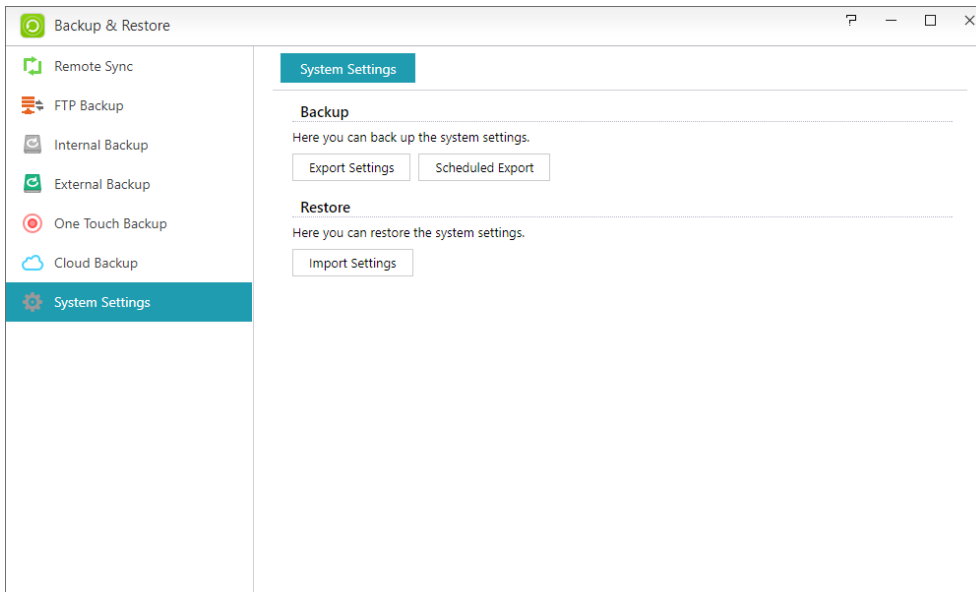 Backup & Restore
Remote Sync
FTP Backup
Internal Backup
External Backup
One Touch Backup
Cloud Backup
System Settings
System Settings
Backup
Here you can back up the system settings.
Export Settings
Scheduled Export
Restore
Here you can restore the system settings.
Import Settings